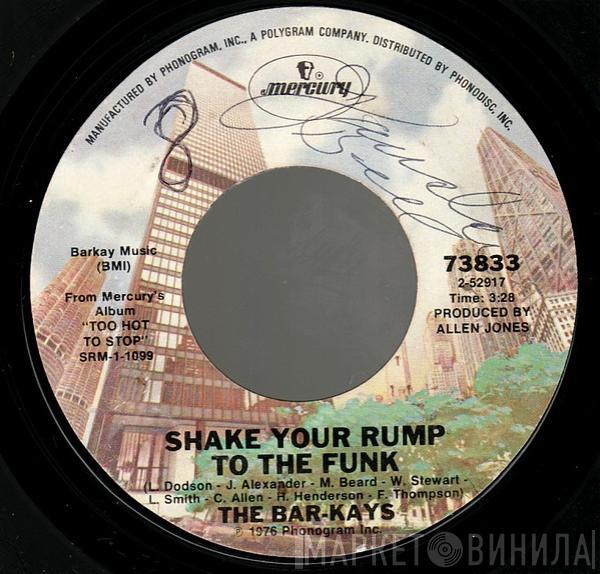 MANUFACTURED BY PHONOGRAM, INC., A POLYGRAM COMPANY. DISTRIBUTED BY PHONODISC, INC.
mercury
8
Barkay Music
(BMI)
From Mercury's
Album
"TOO HOT
TO STOP"
SRM-1-1099
73833
2-52917
Time: 3:28
PRODUCED BY
ALLEN JONES
SHAKE YOUR RUMP
TO THE FUNK
(L. Dodson - J. Alexander - M. Beard - W. Stewart -
L. Smith - C. Allen - H. Henderson - F. Thompson)
THE BAR-KAYS
℗ 1976 Phonogram Inc.
МАРКЕТ ВИНИЛА